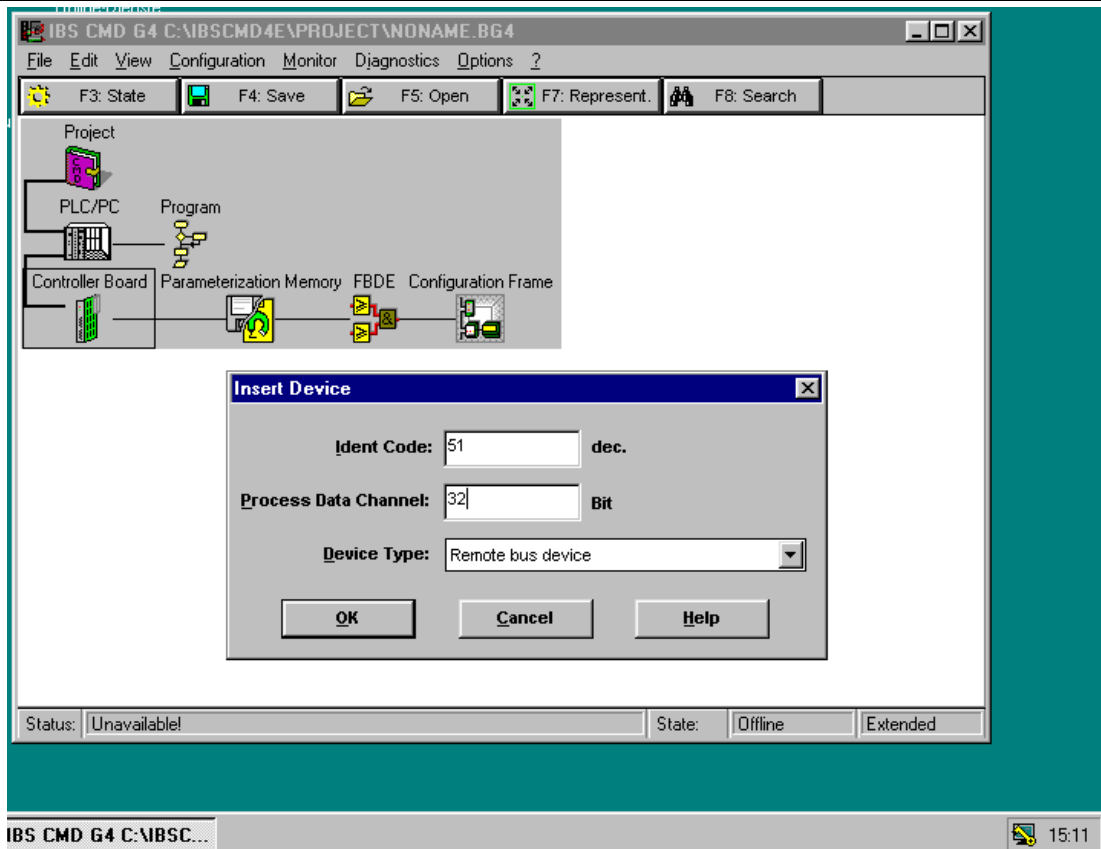 IBS CMD G4 C:\IBSCMD4E\PROJECT\NONAME.BG4
File Edit View Configuration Monitor Diagnostics Options ?
F3: State F4: Save F5: Open F7: Represent. F8: Search
Project
PLC/PC Program
Controller Board Parameterization Memory FBDE Configuration Frame
Insert Device
Ident Code: 51 dec.
Process Data Channel: 32 Bit
Device Type: Remote bus device
OK Cancel Help
Status: Unavailable! State: Offline Extended
IBS CMD G4 C:\IBSC... 15:11